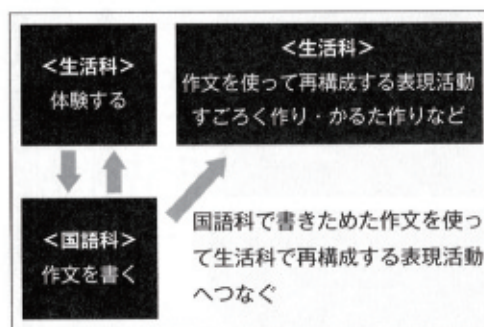 <生活科>
体験する
<生活科>
作文を使って再構成する表現活動
すごろく作り・かるた作りなど
<国語科>
作文を書く
国語科で書きためた作文を使っ
て生活科で再構成する表現活動
へつなぐ